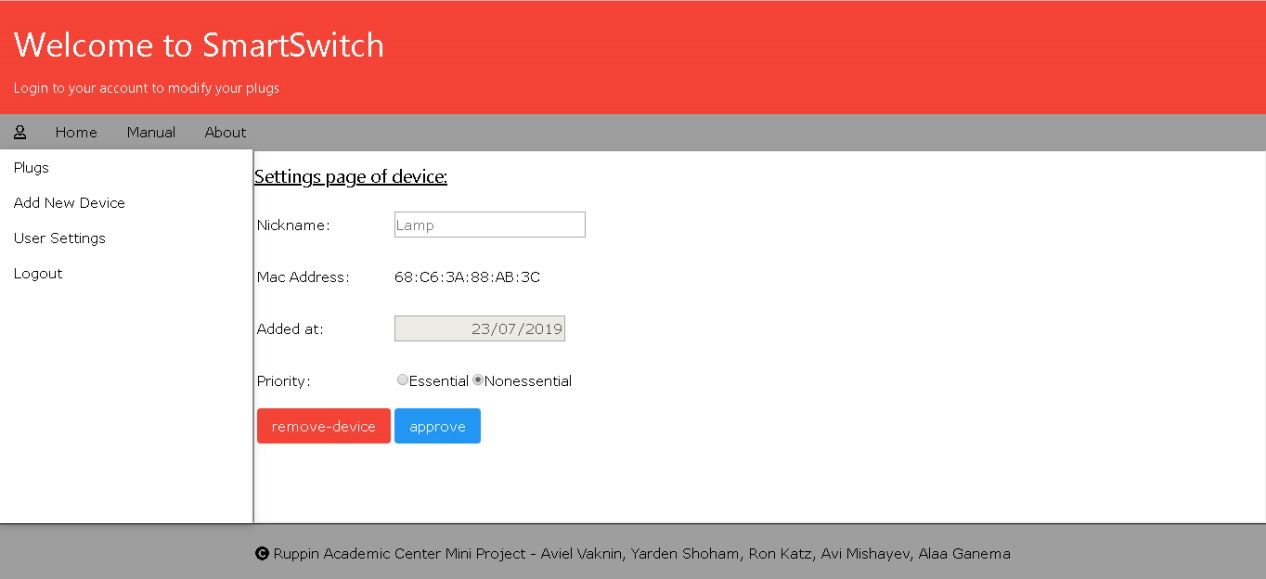 Welcome to SmartSwitch
Login to your account to modify your plugs
Home Manual About
Plugs
Add New Device
User Settings
Logout
Settings page of device:
Nickname: Lamp
Mac Address: 68:C6:3A:88:AB:3C
Added at: 23/07/2019
Priority: Essential Nonessential
remove-device approve
Ruppin Academic Center Mini Project - Aviel Vaknin, Yarden Shoham, Ron Katz, Avi Mishayev, Alaa Ganema